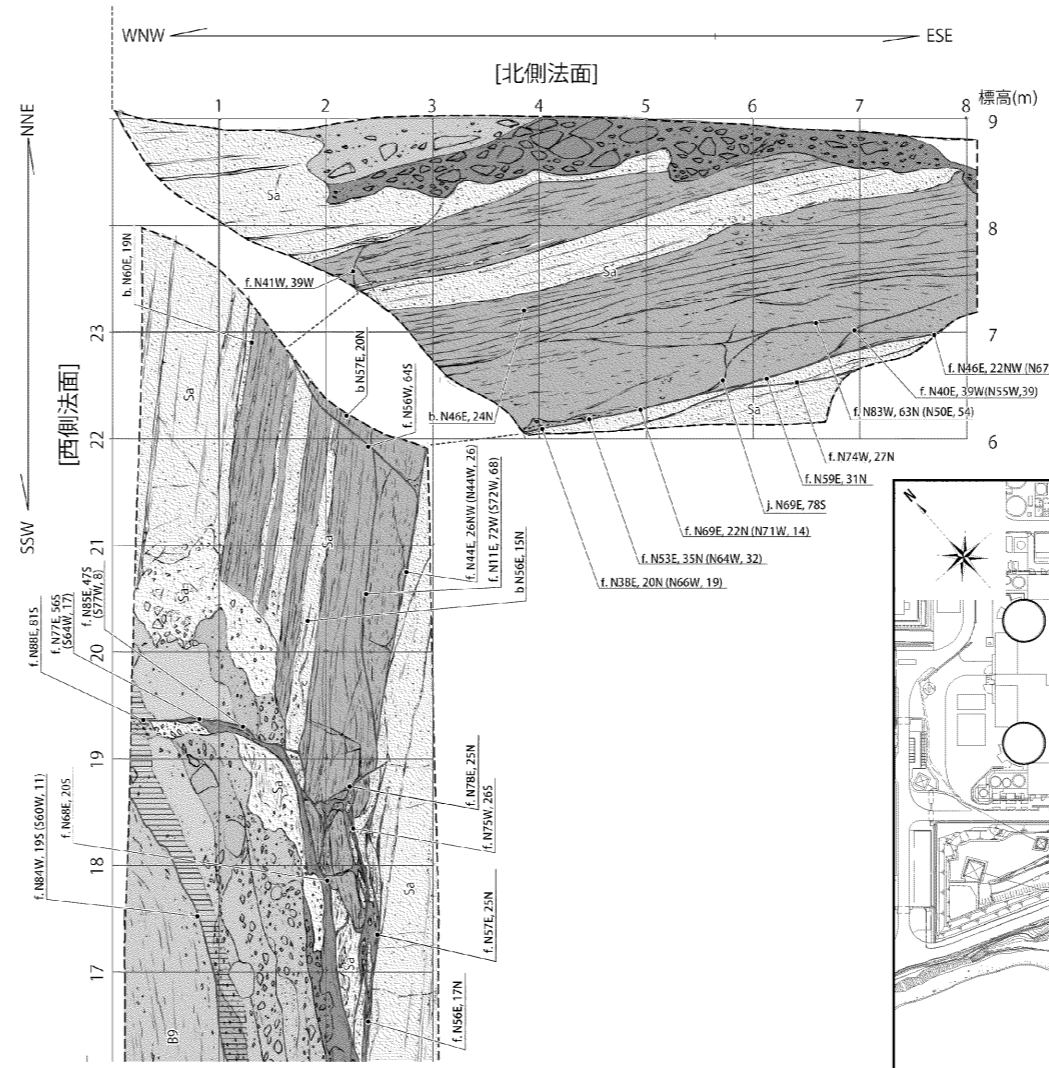 WNW
ESE
[北側法面]
1
2
3
4
5
6
7
8
標高(m)
9
8
7
6
NNE
SSW
[西側法面]
23
22
21
20
19
18
17
Sa
Sa
Sa
Sa
Sa
Sa
Sa
Sa
Sa
B9
b. N60E, 19N
f. N41W, 39W
b N57E, 20N
f. N56W, 64S
b. N46E, 24N
f. N46E, 22NW (N67
f. N40E, 39W(N55W,39)
f. N83W, 63N (N50E, 54)
f. N74W, 27N
f. N59E, 31N
j. N69E, 78S
f. N69E, 22N (N71W, 14)
f. N53E, 35N (N64W, 32)
f. N38E, 20N (N66W, 19)
f. N44E, 26NW (N44W, 26)
f. N11E, 72W (S72W, 68)
b N56E, 15N
f. N88E, 81S
f. N77E, 56S
(S64W, 17)
f. N85E, 47S
(S77W, 8)
f. N84W, 19S (S60W, 11)
f. N68E, 20S
f. N78E, 25N
f. N75W, 26S
f. N57E, 25N
f. N56E, 17N
N